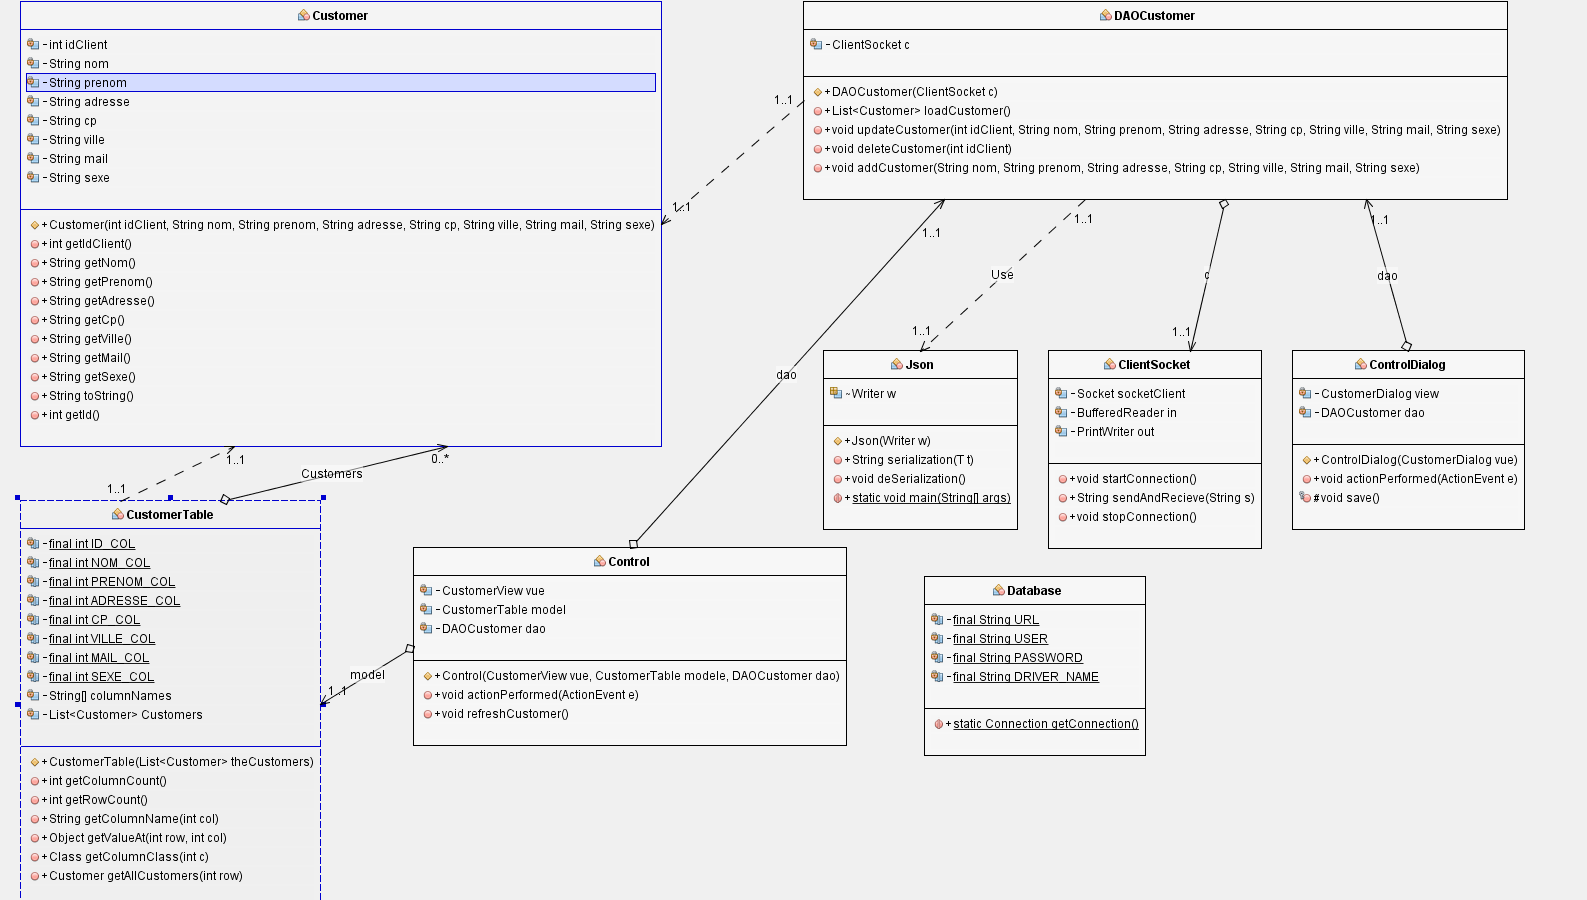 Customer
- int idClient
- String nom
- String prenom
- String adresse
- String cp
- String ville
- String mail
- String sexe
+ Customer(int idClient, String nom, String prenom, String adresse, String cp, String ville, String mail, String sexe)
+ int getIdClient()
+ String getNom()
+ String getPrenom()
+ String getAdresse()
+ String getCp()
+ String getVille()
+ String getMail()
+ String getSexe()
+ String toString()
+ int getId()
DAOCustomer
- ClientSocket c
+ DAOCustomer(ClientSocket c)
+ List<Customer> loadCustomer()
+ void updateCustomer(int idClient, String nom, String prenom, String adresse, String cp, String ville, String mail, String sexe)
+ void deleteCustomer(int idClient)
+ void addCustomer(String nom, String prenom, String adresse, String cp, String ville, String mail, String sexe)
1..1
1..1
1..1
1..1
1..1
Use
c
dao
dao
1..1
1..1
Json
~ Writer w
+ Json(Writer w)
+ String serialization(T t)
+ void deSerialization()
+ static void main(String[] args)
ClientSocket
- Socket socketClient
- BufferedReader in
- PrintWriter out
+ void startConnection()
+ String sendAndRecieve(String s)
+ void stopConnection()
ControlDialog
- CustomerDialog view
- DAOCustomer dao
+ ControlDialog(CustomerDialog vue)
+ void actionPerformed(ActionEvent e)
# void save()
1..1
0..*
Customers
1..1
CustomerTable
- final int ID_COL
- final int NOM_COL
- final int PRENOM_COL
- final int ADRESSE_COL
- final int CP_COL
- final int VILLE_COL
- final int MAIL_COL
- final int SEXE_COL
- String[] columnNames
- List<Customer> Customers
+ CustomerTable(List<Customer> theCustomers)
+ int getColumnCount()
+ int getRowCount()
+ String getColumnName(int col)
+ Object getValueAt(int row, int col)
+ Class getColumnClass(int c)
+ Customer getAllCustomers(int row)
model
1..1
Control
- CustomerView vue
- CustomerTable model
- DAOCustomer dao
+ Control(CustomerView vue, CustomerTable modele, DAOCustomer dao)
+ void actionPerformed(ActionEvent e)
+ void refreshCustomer()
Database
- final String URL
- final String USER
- final String PASSWORD
- final String DRIVER_NAME
+ static Connection getConnection()